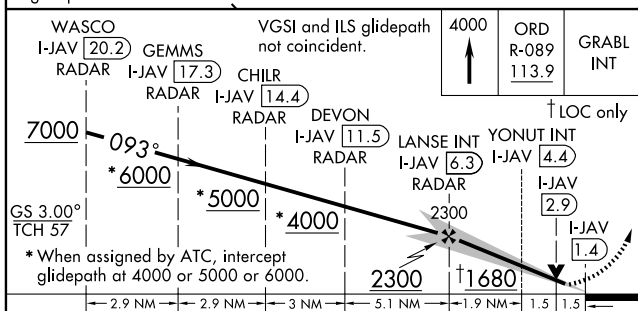 WASCO
I-JAV 20.2
RADAR
GEMMS
I-JAV 17.3
RADAR
CHILR
I-JAV 14.4
RADAR
DEVON
I-JAV 11.5
RADAR
LANSE INT
I-JAV 6.3
RADAR
YONUT INT
I-JAV 4.4
I-JAV
2.9
I-JAV
1.4
VGSI and ILS glidepath
not coincident.
4000
ORD
R-089
113.9
GRABL
INT
† LOC only
7000
093°
*6000
*5000
*4000
2300
2300
†1680
GS 3.00°
TCH 57
* When assigned by ATC, intercept
glidepath at 4000 or 5000 or 6000.
2.9 NM
2.9 NM
3 NM
5.1 NM
1.9 NM
1.5
1.5